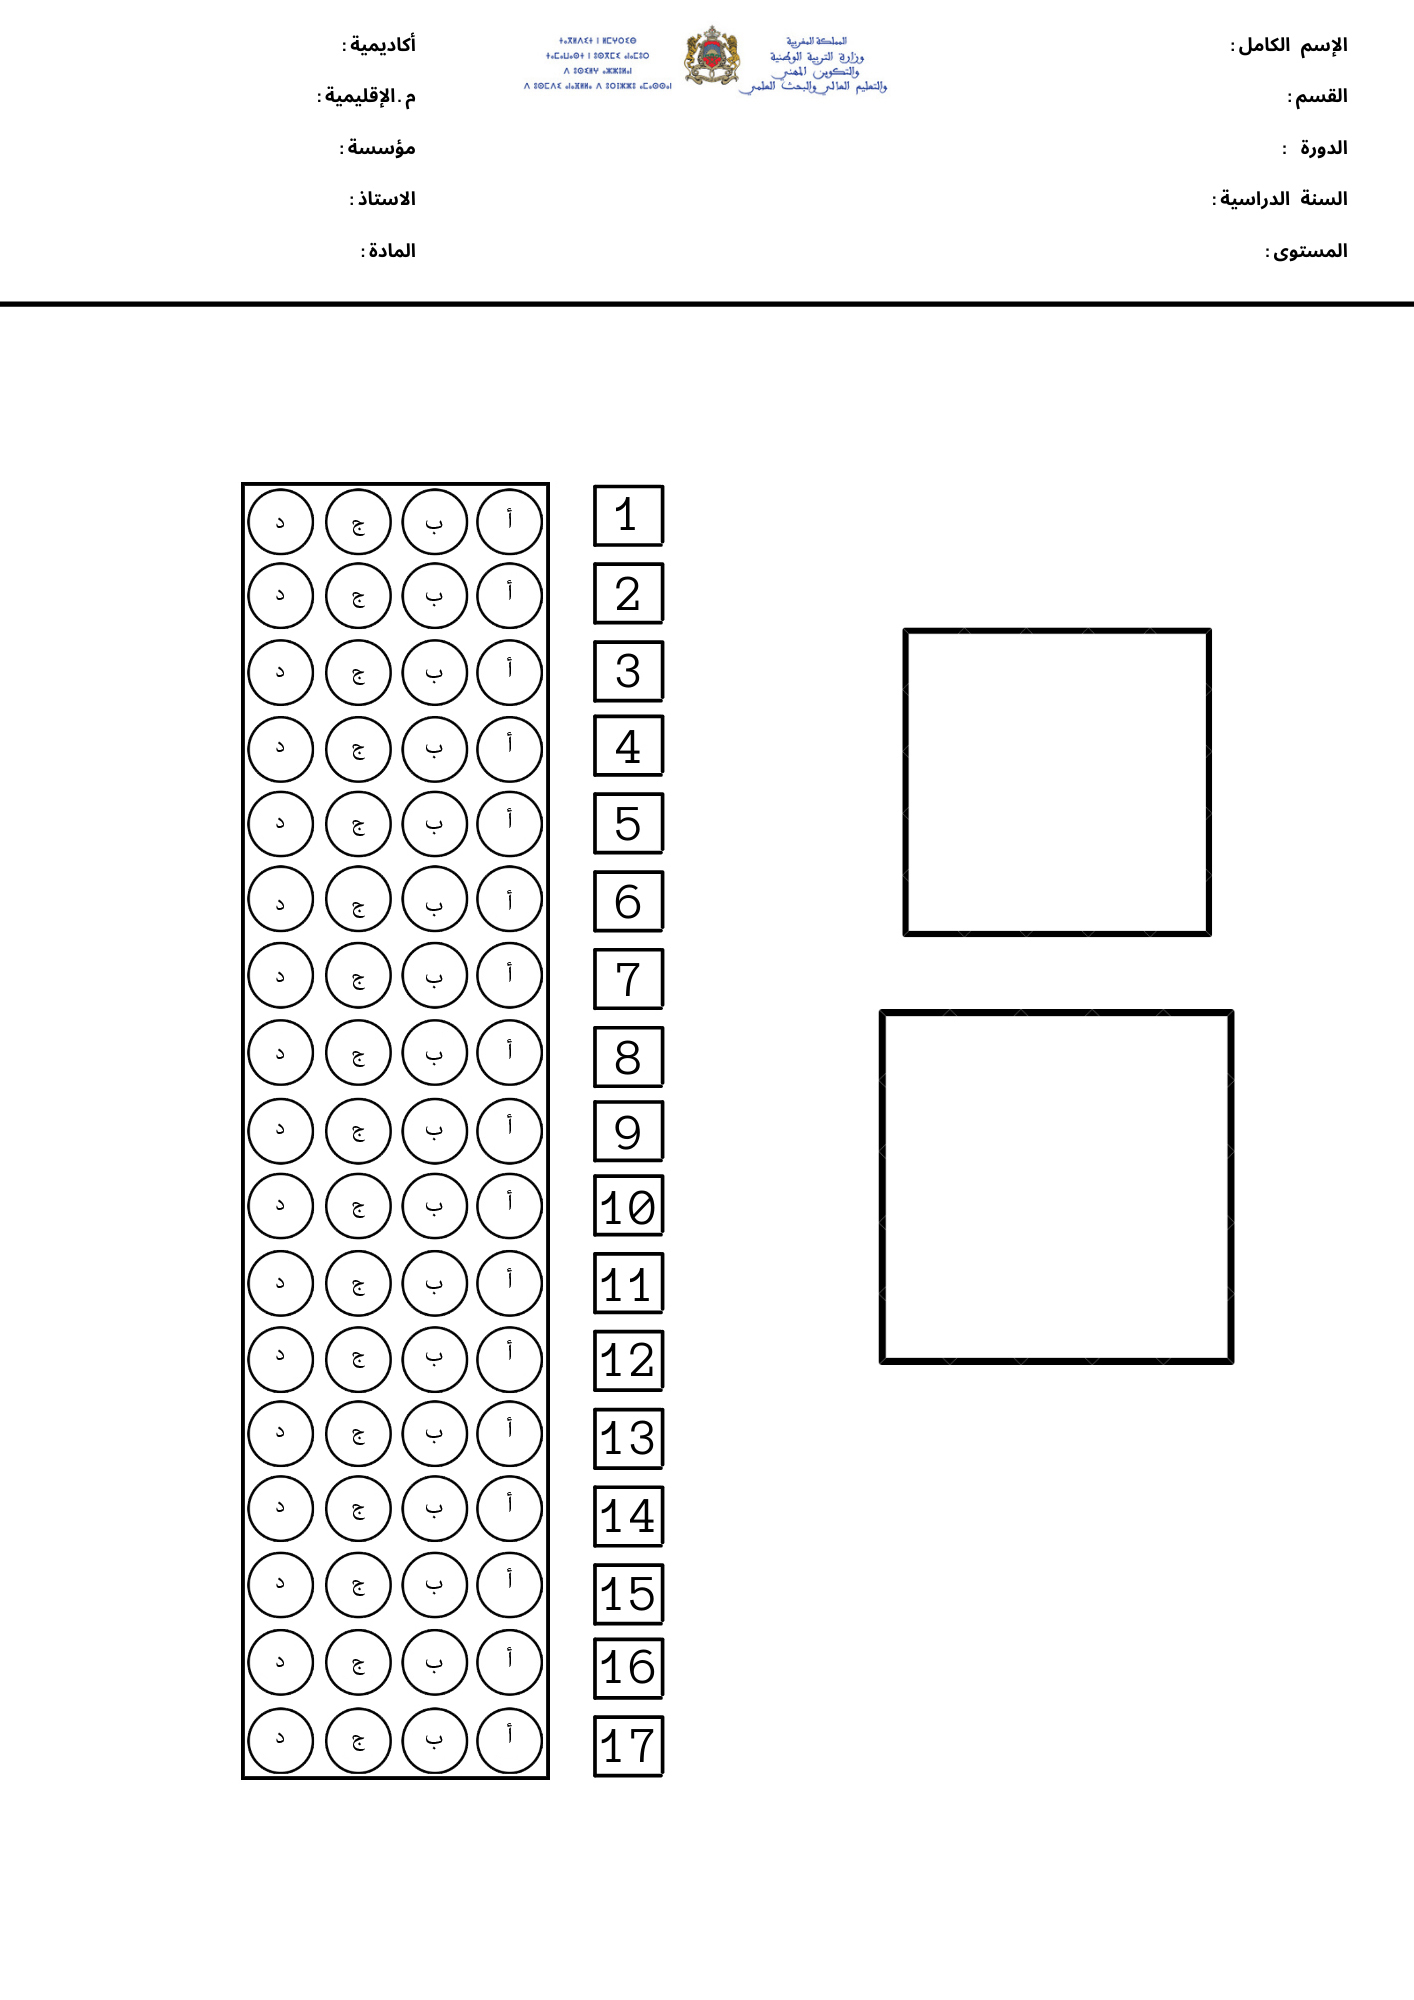 الإسم الكامل :
القسم :
الدورة :
السنة الدراسية :
المستوى :
المملكة المغربية
وزارة التربية الوطنية
والتكوين المهني
والتعليم العالي والبحث العلمي
أكاديمية :
م . الإقليمية :
مؤسسة :
الاستاذ :
المادة :
1 أ ب ج د
2 أ ب ج د
3 أ ب ج د
4 أ ب ج د
5 أ ب ج د
6 أ ب ج د
7 أ ب ج د
8 أ ب ج د
9 أ ب ج د
10 أ ب ج د
11 أ ب ج د
12 أ ب ج د
13 أ ب ج د
14 أ ب ج د
15 أ ب ج د
16 أ ب ج د
17 أ ب ج د